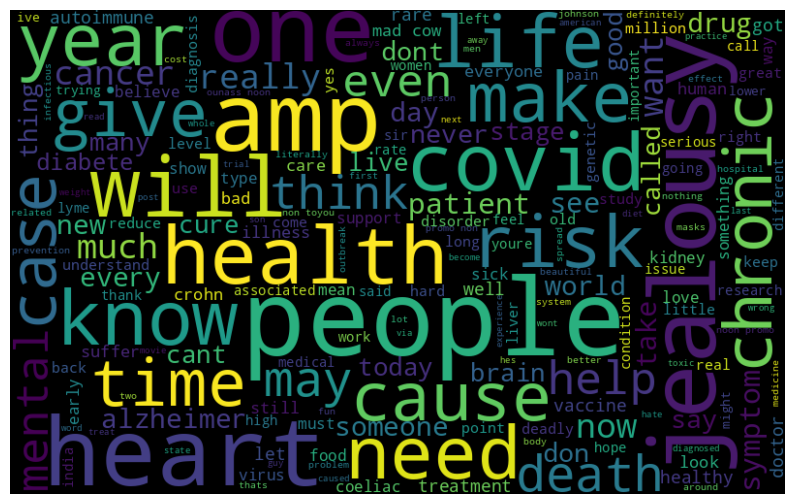 ive autoimmune rare left johnson definitely practice
year one mad cow american million cost always away men call got way
diagnosis life good drug
cancer really dont women everyone pain important great
thing trying believe yes even make want human lower
infectious ounass noon person effect
read whole day never stage genetic
give amp next sir right serious
many level rate called going hospital
diabete show literally care live covid study nothing last
will type first think see something different
case lyme use trial bad patient disorder feel old diet masks
related new reduce weight post cure come non toyou support promo non youre spread kidney
prevention much health illness outbreak long become risk issue keep
understand sick beautiful world love research
mental every associated mean said hard well system little wrong
know thank crohn people liver experience wont condition take noon promo
suffer cant lot via work hes better real toxic
back movie medical today brain medicine
time may cause help jealousy chronic
early two still fun vaccine say might hate
alzheimer high must someone point deadly body now symptom
india word treat let food problem don hope look diagnosed doctor
heart state guy virus caused coeliac treatment need death healthy around
thats